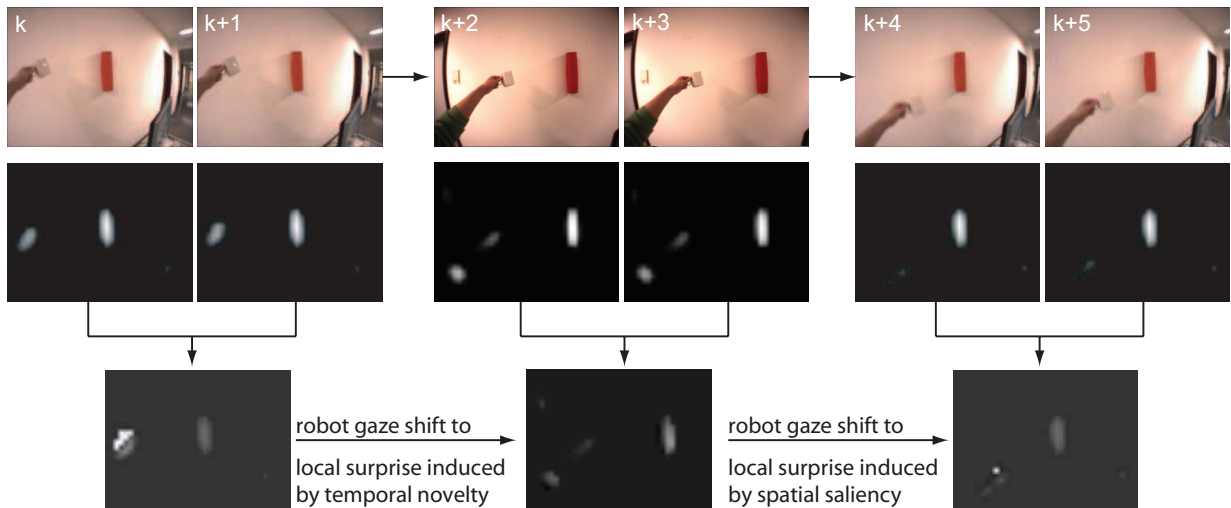 k
k+1
k+2
k+3
k+4
k+5
robot gaze shift to
local surprise induced
by temporal novelty
robot gaze shift to
local surprise induced
by spatial saliency